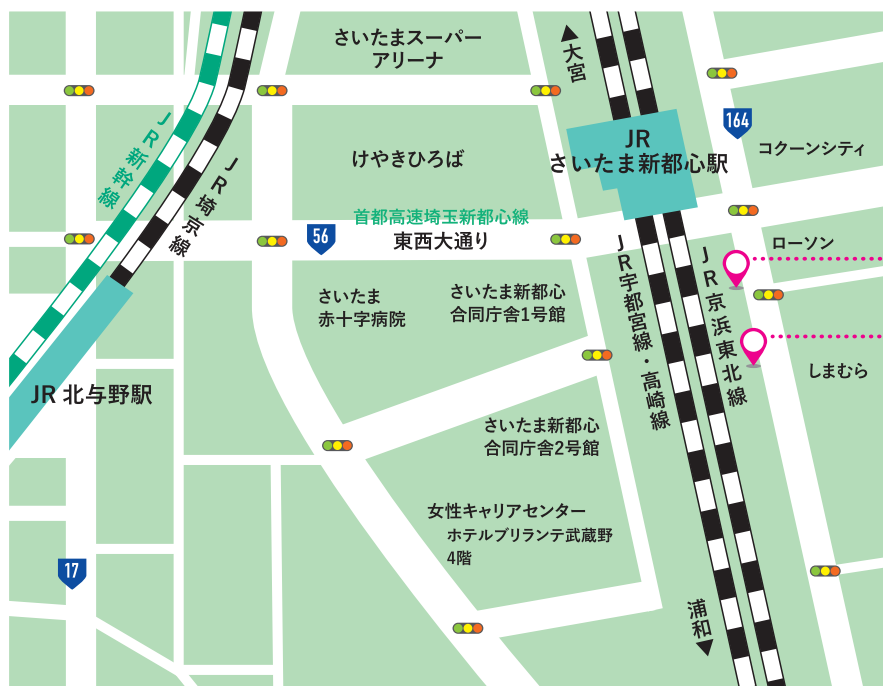 さいたまスーパー
アリーナ
▲大宮
JR新幹線
JR埼京線
けやきひろば
JR
さいたま新都心駅
164
コクーンシティ
首都高速埼玉新都心線
56
東西大通り
ローソン
さいたま
赤十字病院
さいたま新都心
合同庁舎1号館
JR宇都宮線・高崎線
JR京浜東北線
JR 北与野駅
しまむら
さいたま新都心
合同庁舎2号館
女性キャリアセンター
ホテルブリランテ武蔵野
4階
17
浦和▼